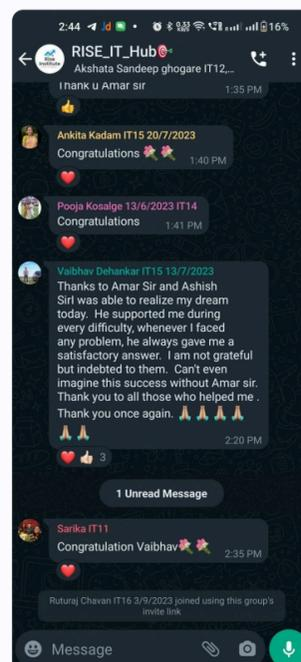 2:44
16%
Rise
Institute
RISE_IT_Hub
Akshata Sandeep ghogare IT12,...
Thank u Amar sir
1:35 PM
Ankita Kadam IT15 20/7/2023
Congratulations
1:40 PM
Pooja Kosalge 13/6/2023 IT14
Congratulations
1:41 PM
Vaibhav Dehankar IT15 13/7/2023
Thanks to Amar Sir and Ashish
SirI was able to realize my dream
today. He supported me during
every difficulty, whenever I faced
any problem, he always gave me a
satisfactory answer. I am not grateful
but indebted to them. Can't even
imagine this success without Amar sir.
Thank you to all those who helped me .
Thank you once again. 🙏🏼 🙏🏼 🙏🏼 🙏🏼
🙏🏼 🙏🏼
2:20 PM
3
1 Unread Message
Sarika IT11
Congratulation Vaibhav
2:35 PM
Ruturaj Chavan IT16 3/9/2023 joined using this group's
invite link
Message